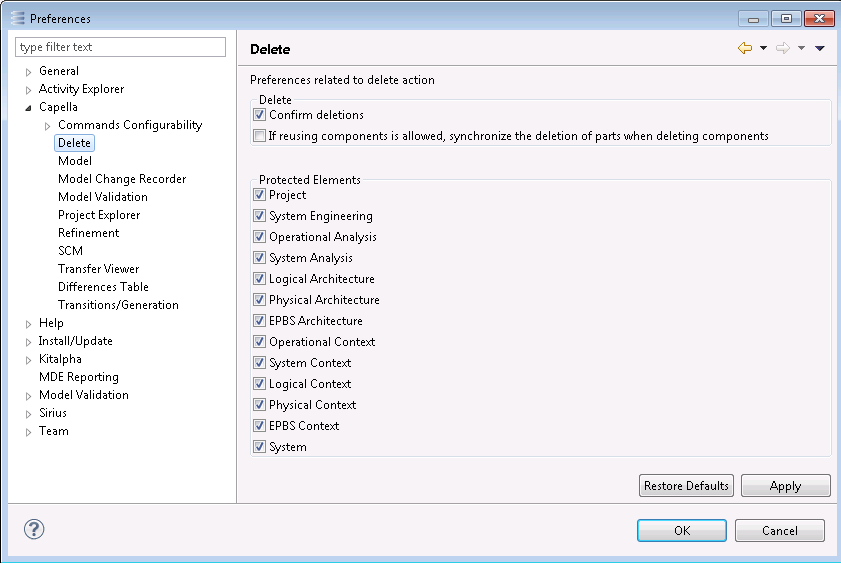 Preferences
type filter text
General
Activity Explorer
Capella
Commands Configurability
Delete
Model
Model Change Recorder
Model Validation
Project Explorer
Refinement
SCM
Transfer Viewer
Differences Table
Transitions/Generation
Help
Install/Update
Kitalpha
MDE Reporting
Model Validation
Sirius
Team
Delete
Preferences related to delete action
Delete
Confirm deletions
If reusing components is allowed, synchronize the deletion of parts when deleting components
Protected Elements
Project
System Engineering
Operational Analysis
System Analysis
Logical Architecture
Physical Architecture
EPBS Architecture
Operational Context
System Context
Logical Context
Physical Context
EPBS Context
System
Restore Defaults
Apply
?
OK
Cancel